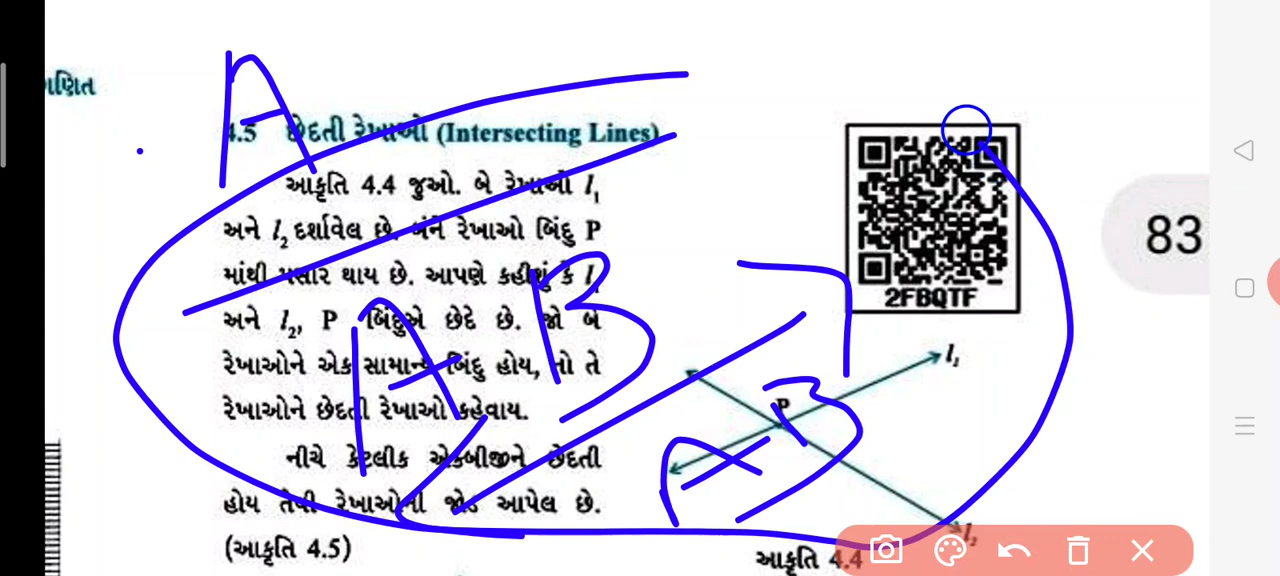 ગણિત
4.5 છેદતી રેખાઓ (Intersecting Lines)
આકૃતિ 4.4 જુઓ. બે રેખાઓ l₁
અને l₂ દર્શાવેલ છે. બંને રેખાઓ બિંદુ P
માંથી પસાર થાય છે. આપણે કહીશું કે l₁
અને l₂, P બિંદુએ છેદે છે. જો બે
રેખાઓને એક સામાન્ય બિંદુ હોય, તો તે
રેખાઓને છેદતી રેખાઓ કહેવાય.
નીચે કેટલીક એકબીજીને છેદતી
હોય તેવી રેખાઓની જોડ આપેલ છે.
(આકૃતિ 4.5)
2FBQTF
83
l₁
P
l₂
આકૃતિ 4.4
A
A B
A B